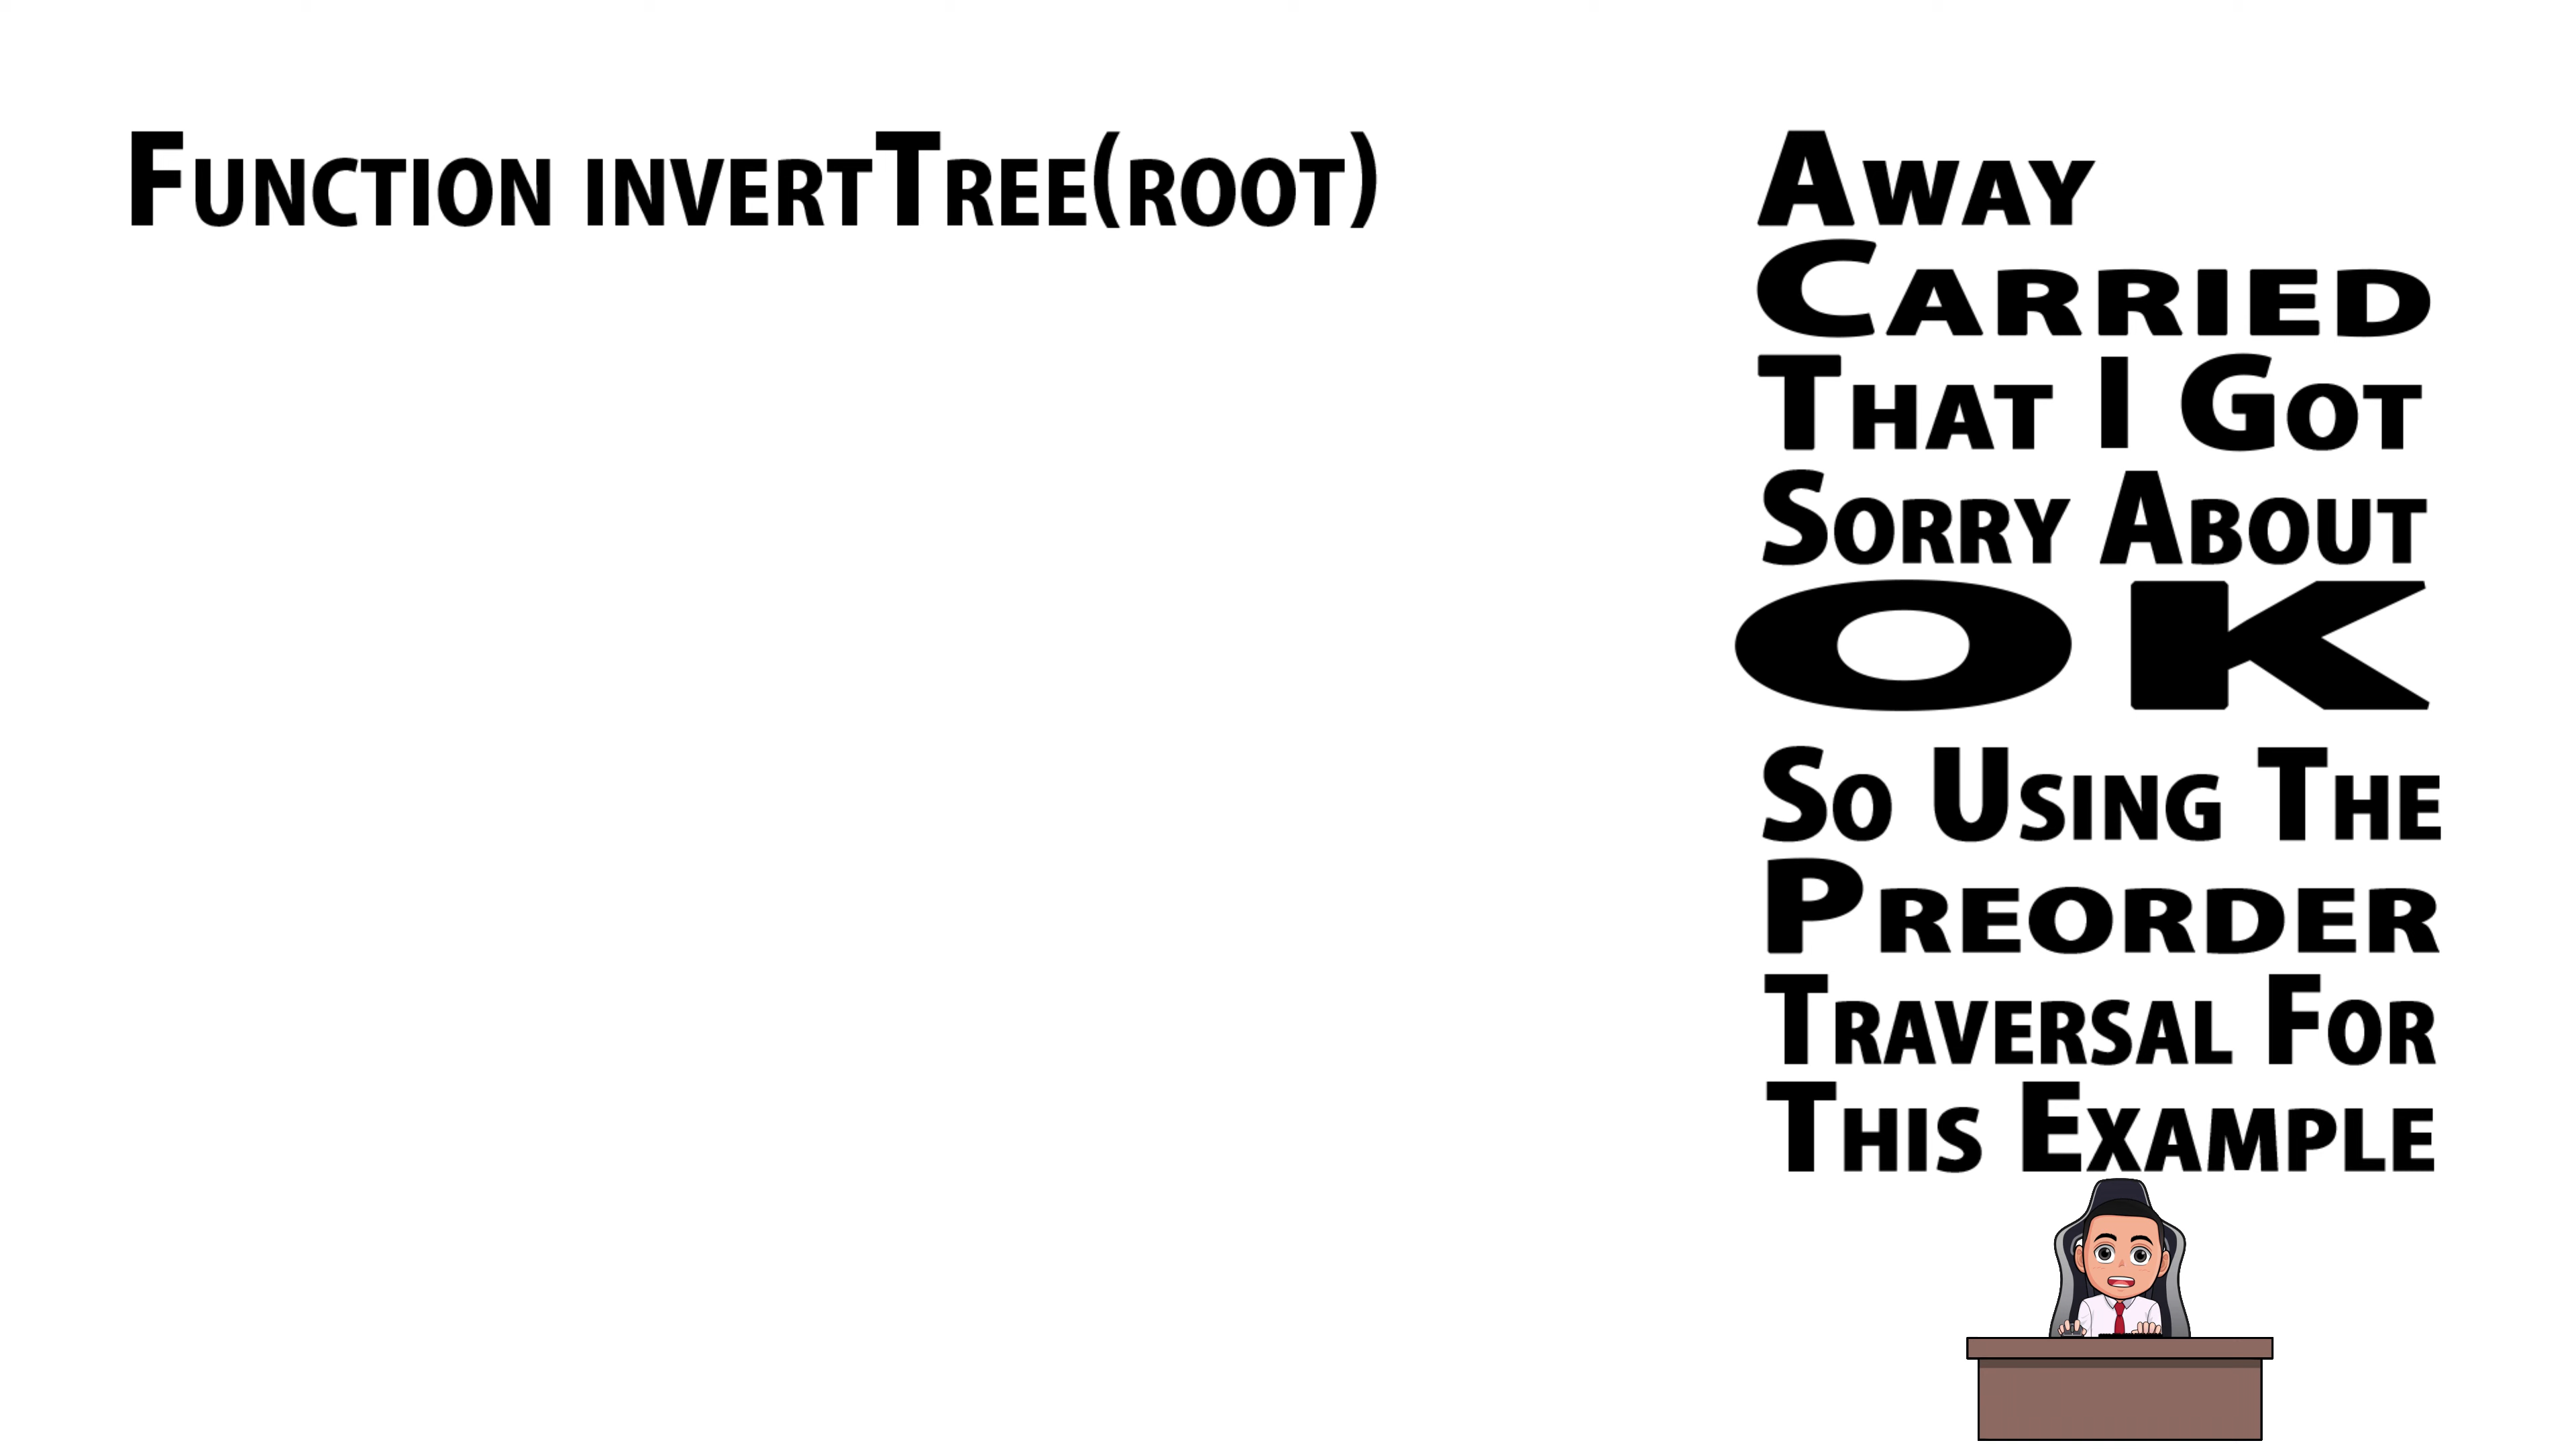 Function invertTree(root)
Away
Carried
That I Got
Sorry About
OK
So Using The
Preorder
Traversal For
This Example